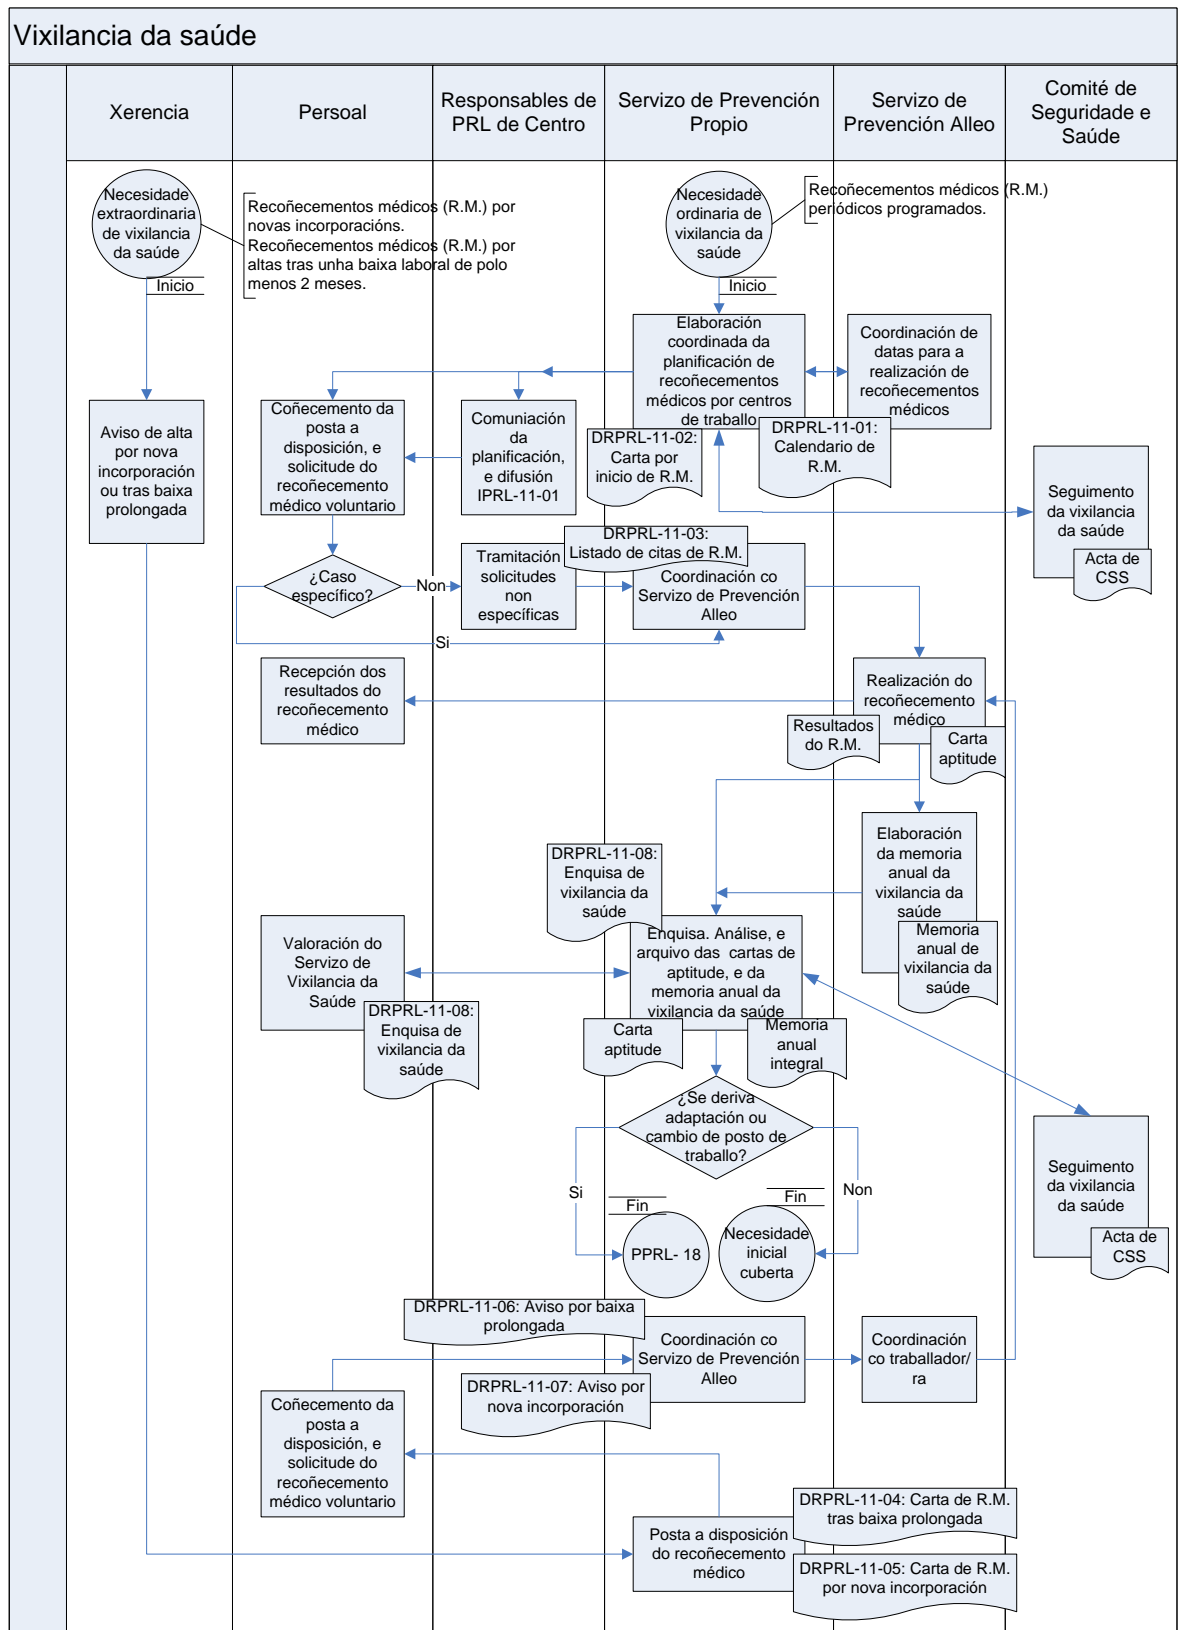 Vixilancia da saúde
Xerencia
Persoal
Responsables de
PRL de Centro
Servizo de Prevención
Propio
Servizo de
Prevención Alleo
Comité de
Seguridade e
Saúde
Necesidade
extraordinaria
de vixilancia
da saúde
Recoñecementos médicos (R.M.) por
novas incorporacións.
Recoñecementos médicos (R.M.) por
altas tras unha baixa laboral de polo
menos 2 meses.
Inicio
Necesidade
ordinaria de
vixilancia da
saúde
Recoñecementos médicos (R.M.)
periódicos programados.
Inicio
Elaboración
coordinada da
planificación de
recoñecementos
médicos por centros
de traballo
Coordinación de
datas para a
realización de
recoñecementos
médicos
DRPRL-11-02:
Carta por
inicio de R.M.
DRPRL-11-01:
Calendario de
R.M.
Aviso de alta
por nova
incorporación
ou tras baixa
prolongada
Coñecemento da
posta a
disposición, e
solicitude do
recoñecemento
médico voluntario
Comuniación
da
planificación,
e difusión
IPRL-11-01
Seguimento
da vixilancia
da saúde
Acta de
CSS
¿Caso
específico?
Non
Si
Tramitación
solicitudes
non
específicas
DRPRL-11-03:
Listado de citas de R.M.
Coordinación co
Servizo de Prevención
Alleo
Recepción dos
resultados do
recoñecemento
médico
Realización do
recoñecemento
médico
Resultados
do R.M.
Carta
aptitude
Elaboración
da memoria
anual da
vixilancia da
saúde
Memoria
anual de
vixilancia da
saúde
DRPRL-11-08:
Enquisa de
vixilancia da
saúde
Valoración do
Servizo de
Vixilancia da
Saúde
DRPRL-11-08:
Enquisa de
vixilancia da
saúde
Enquisa. Análise, e
arquivo das  cartas de
aptitude, e da
memoria anual da
vixilancia da saúde
Carta
aptitude
Memoria
anual
integral
¿Se deriva
adaptación ou
cambio de posto de
traballo?
Si
Non
Fin
PPRL- 18
Fin
Necesidade
inicial
cuberta
Seguimento
da vixilancia
da saúde
Acta de
CSS
DRPRL-11-06: Aviso por baixa
prolongada
Coordinación co
Servizo de Prevención
Alleo
Coordinación
co traballador/
ra
DRPRL-11-07: Aviso por
nova incorporación
Coñecemento da
posta a
disposición, e
solicitude do
recoñecemento
médico voluntario
Posta a disposición
do recoñecemento
médico
DRPRL-11-04: Carta de R.M.
tras baixa prolongada
DRPRL-11-05: Carta de R.M.
por nova incorporación